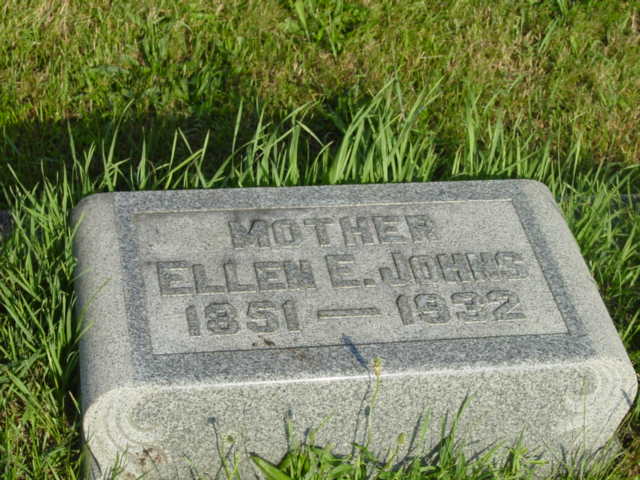 MOTHER
ELLEN E. JOHNS
1851 — 1932